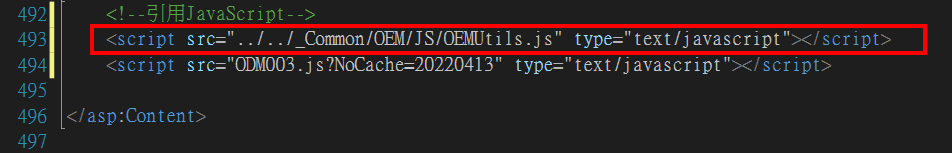 492 <!--引用JavaScript-->
493 <script src="../../_Common/OEM/JS/OEMUtils.js" type="text/javascript"></script>
494 <script src="ODM003.js?NoCache=20220413" type="text/javascript"></script>
495
496 </asp:Content>
497